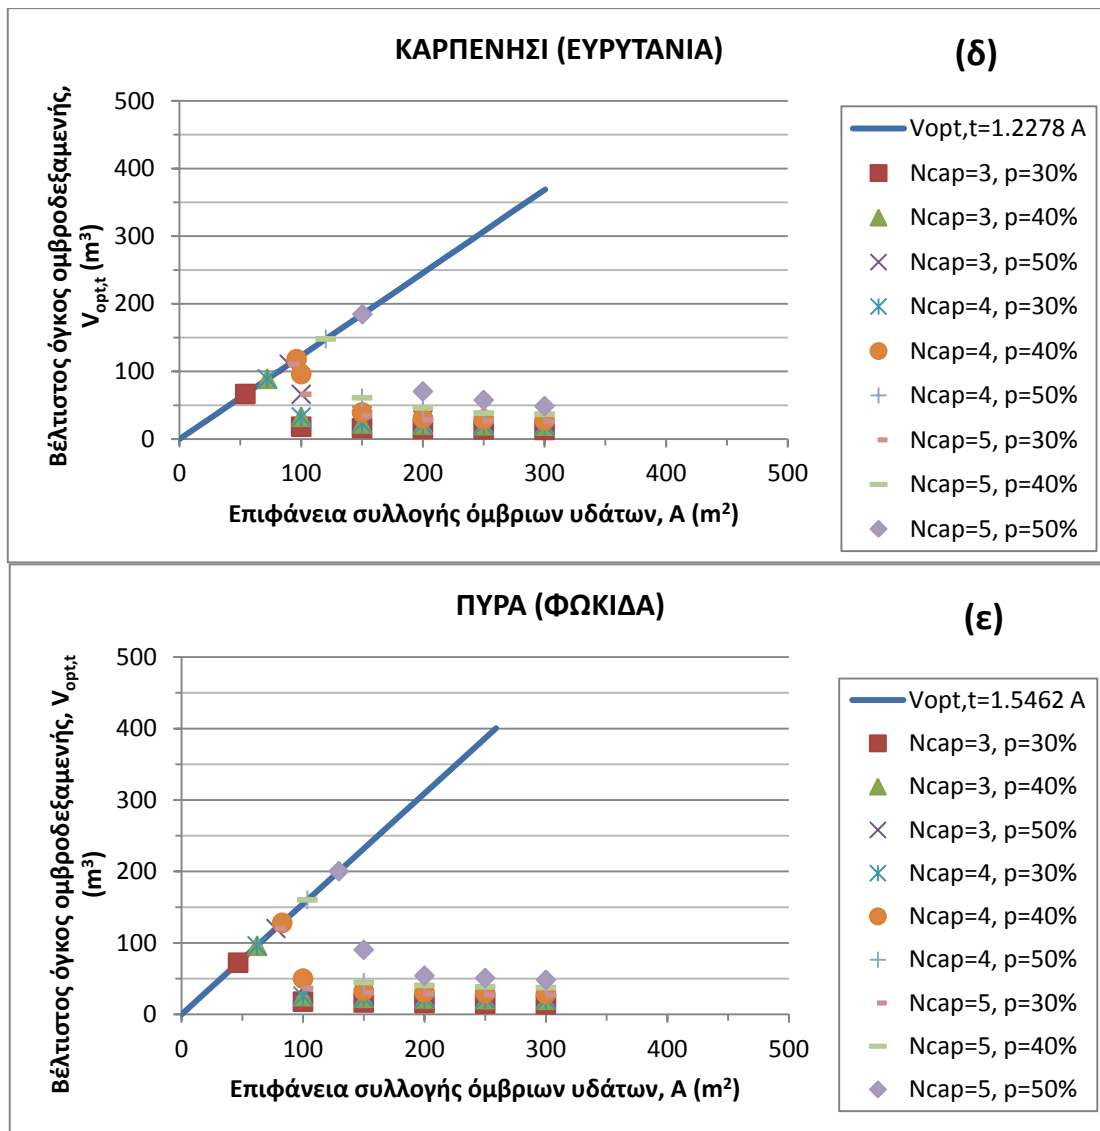 ΚΑΡΠΕΝΗΣΙ (ΕΥΡΥΤΑΝΙΑ)
(δ)
Βέλτιστος όγκος ομβροδεξαμενής,
Vopt,t (m³)
500
400
300
200
100
0
0 100 200 300 400 500
Επιφάνεια συλλογής όμβριων υδάτων, A (m²)
Vopt,t=1.2278 A
Ncap=3, p=30%
Ncap=3, p=40%
Ncap=3, p=50%
Ncap=4, p=30%
Ncap=4, p=40%
Ncap=4, p=50%
Ncap=5, p=30%
Ncap=5, p=40%
Ncap=5, p=50%
ΠΥΡΑ (ΦΩΚΙΔΑ)
(ε)
Βέλτιστος όγκος ομβροδεξαμενής, Vopt,t
(m³)
500
400
300
200
100
0
0 100 200 300 400 500
Επιφάνεια συλλογής όμβριων υδάτων, A (m²)
Vopt,t=1.5462 A
Ncap=3, p=30%
Ncap=3, p=40%
Ncap=3, p=50%
Ncap=4, p=30%
Ncap=4, p=40%
Ncap=4, p=50%
Ncap=5, p=30%
Ncap=5, p=40%
Ncap=5, p=50%